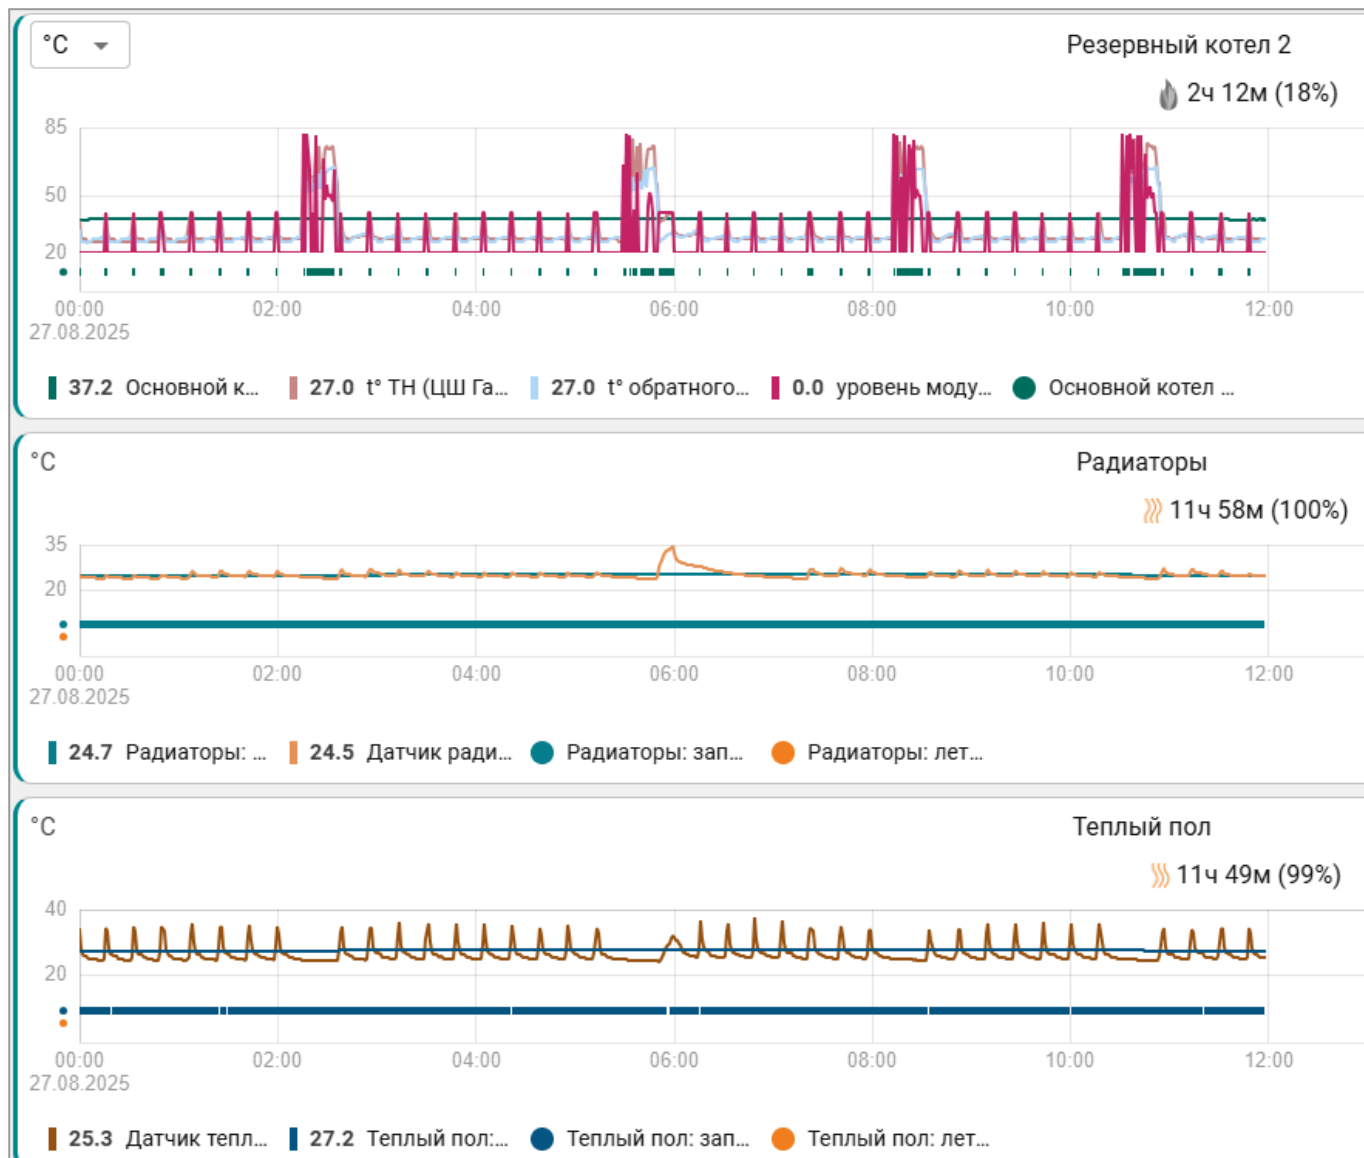 °C
Резервный котел 2
2ч 12м (18%)
85
50
20
00:00 02:00 04:00 06:00 08:00 10:00 12:00
27.08.2025
37.2 Основной к... 27.0 t° ТН (ЦШ Га... 27.0 t° обратного... 0.0 уровень моду... Основной котел ...
°C
Радиаторы
11ч 58м (100%)
35
20
00:00 02:00 04:00 06:00 08:00 10:00 12:00
27.08.2025
24.7 Радиаторы: ... 24.5 Датчик ради... Радиаторы: зап... Радиаторы: лет...
°C
Теплый пол
11ч 49м (99%)
40
20
00:00 02:00 04:00 06:00 08:00 10:00 12:00
27.08.2025
25.3 Датчик тепл... 27.2 Теплый пол:... Теплый пол: зап... Теплый пол: лет...